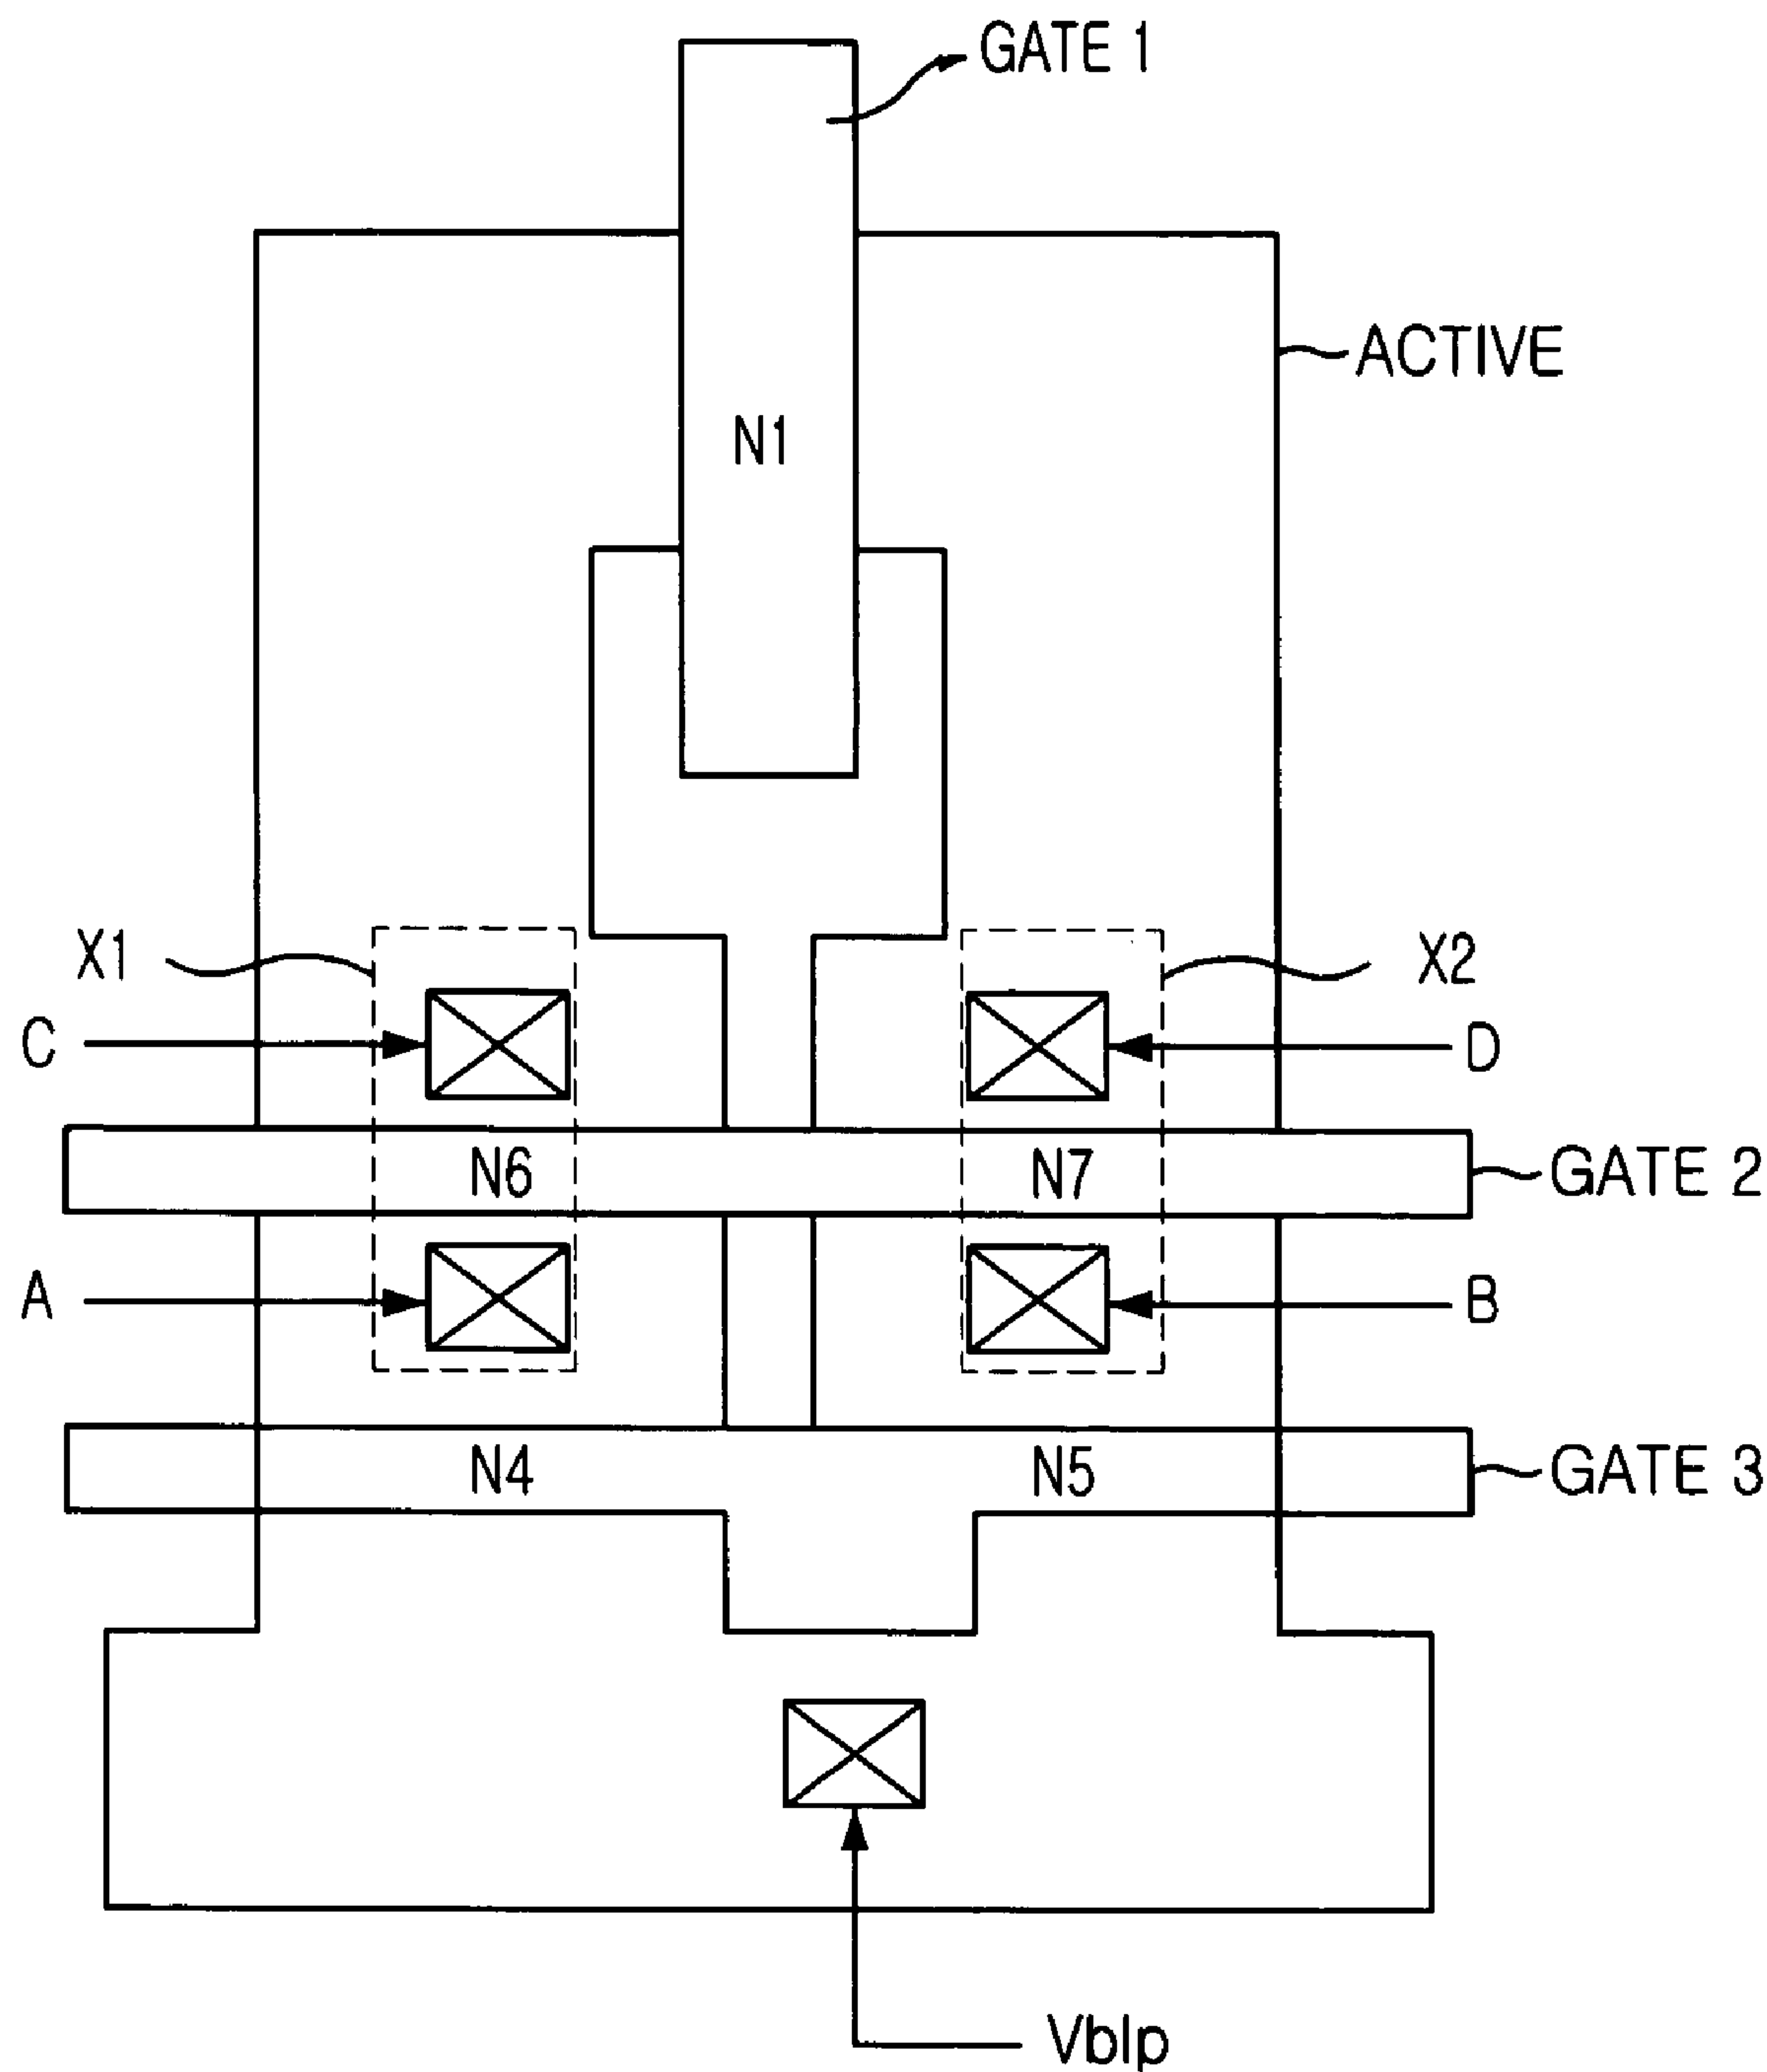 GATE 1
ACTIVE
N1
X1
X2
C
D
N6
N7
GATE 2
A
B
N4
N5
GATE 3
Vblp